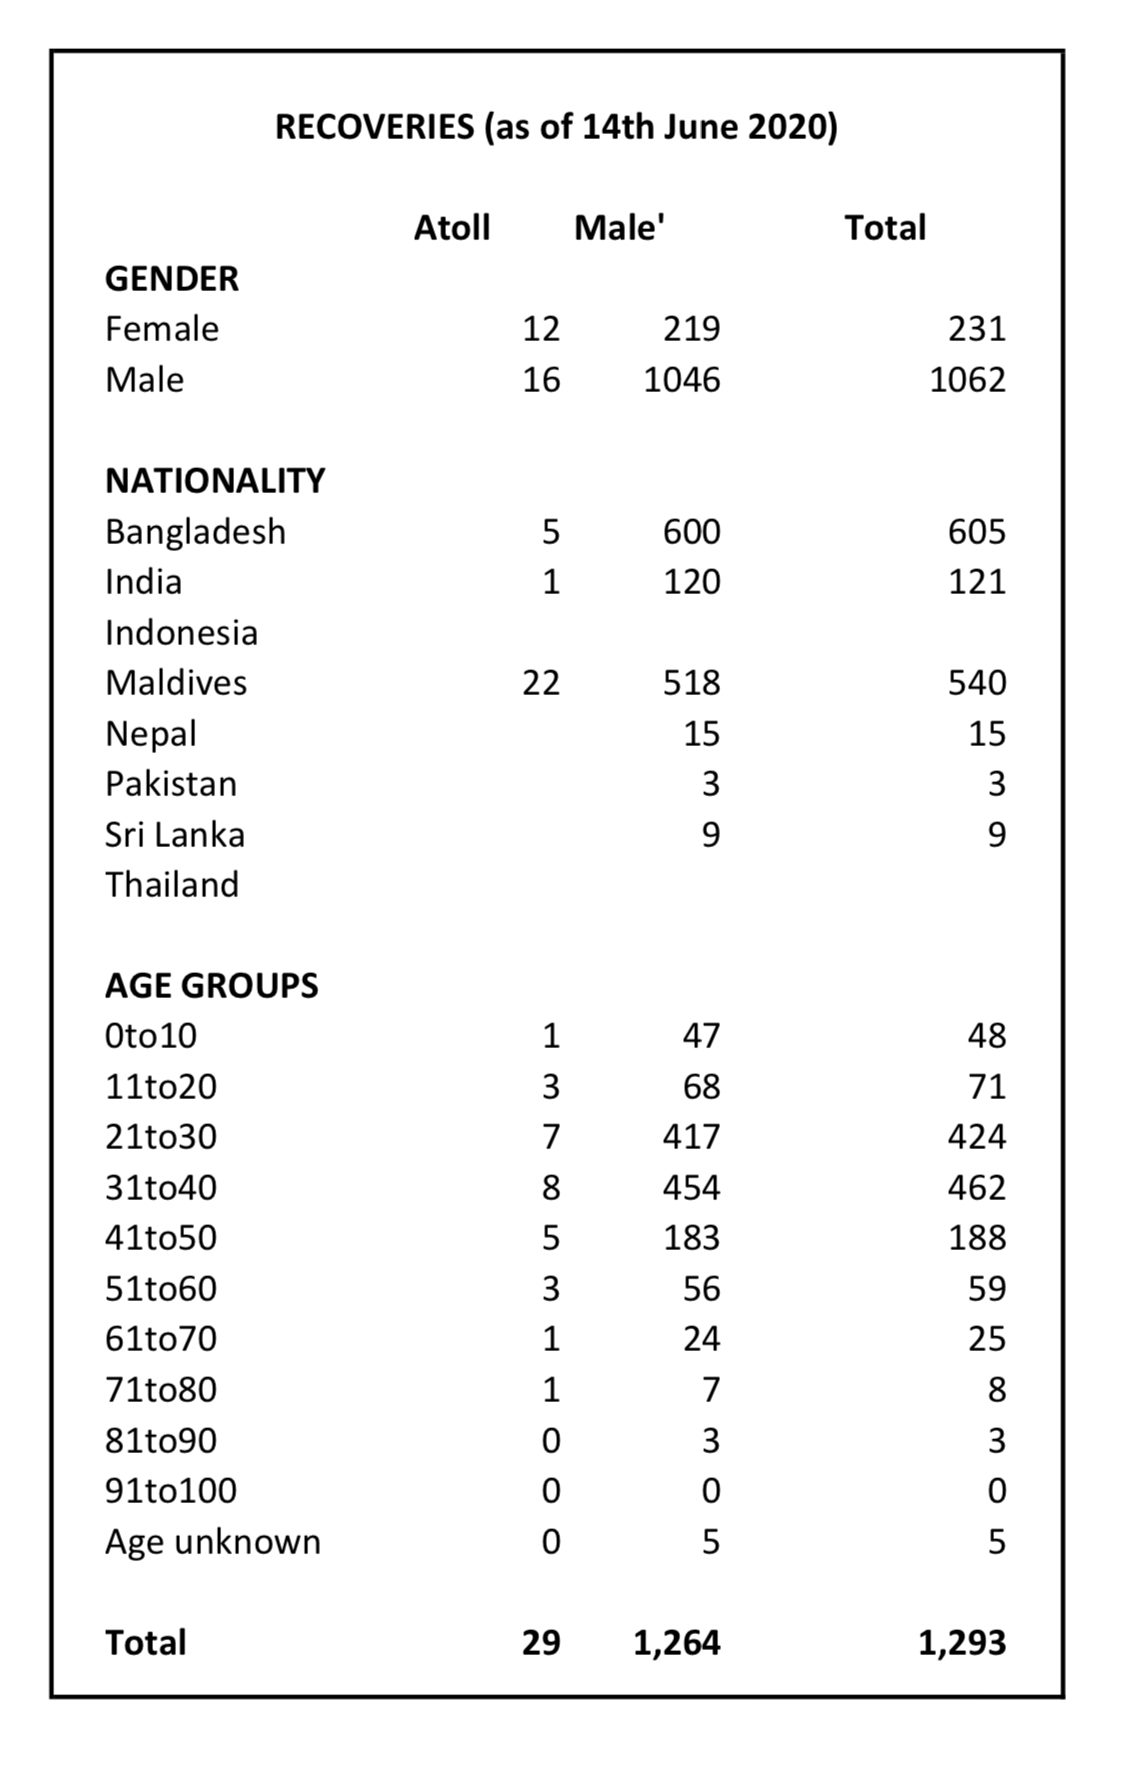 RECOVERIES (as of 14th June 2020)
Atoll Male' Total
GENDER
Female 12 219 231
Male 16 1046 1062
NATIONALITY
Bangladesh 5 600 605
India 1 120 121
Indonesia
Maldives 22 518 540
Nepal 15 15
Pakistan 3 3
Sri Lanka 9 9
Thailand
AGE GROUPS
0to10 1 47 48
11to20 3 68 71
21to30 7 417 424
31to40 8 454 462
41to50 5 183 188
51to60 3 56 59
61to70 1 24 25
71to80 1 7 8
81to90 0 3 3
91to100 0 0 0
Age unknown 0 5 5
Total 29 1,264 1,293